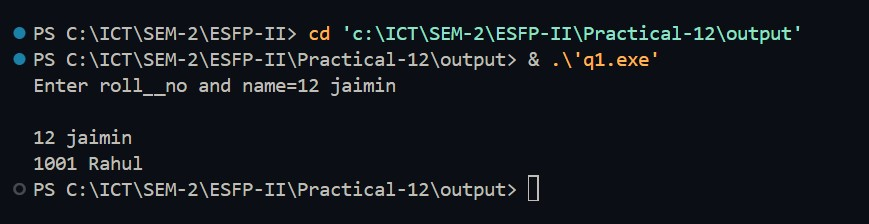 PS C:\ICT\SEM-2\ESFP-II> cd 'c:\ICT\SEM-2\ESFP-II\Practical-12\output'
PS C:\ICT\SEM-2\ESFP-II\Practical-12\output> & .\'q1.exe'
Enter roll__no and name=12 jaimin
12 jaimin
1001 Rahul
PS C:\ICT\SEM-2\ESFP-II\Practical-12\output>